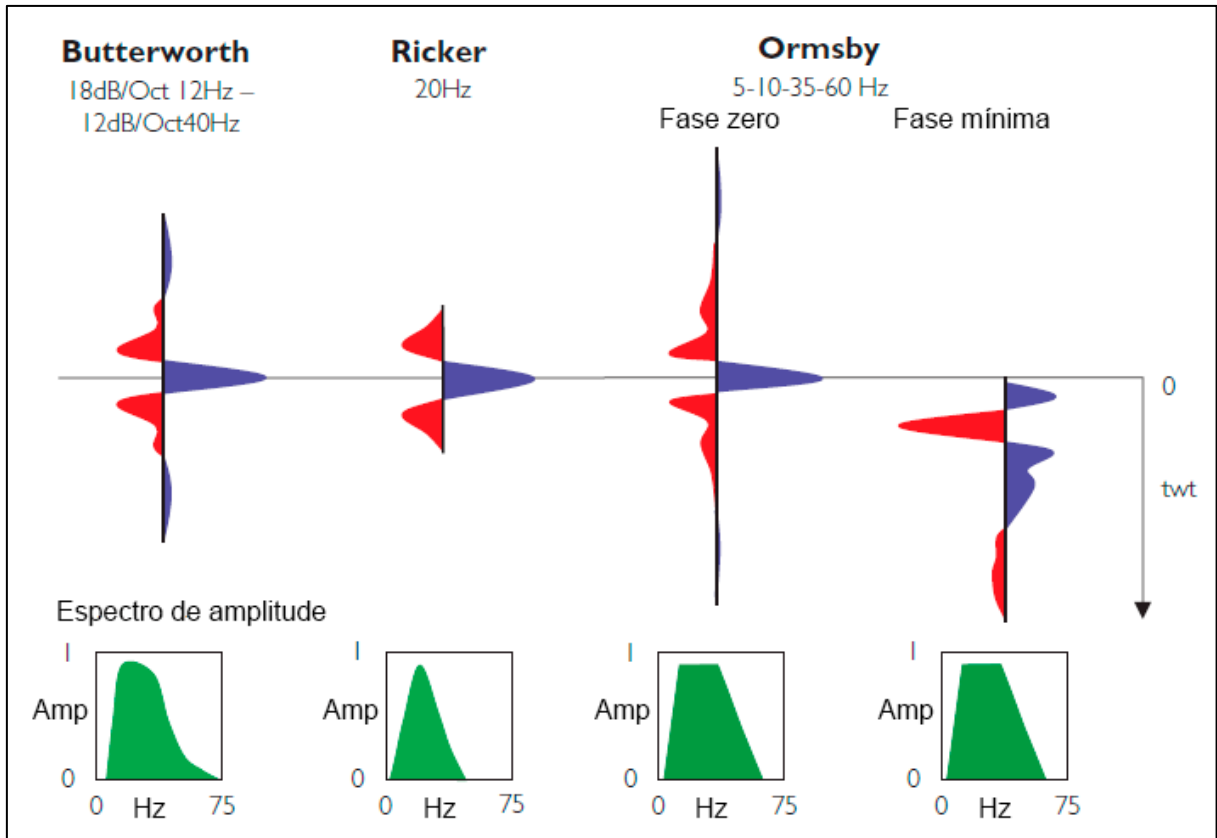 Butterworth
18dB/Oct 12Hz –
12dB/Oct40Hz
Ricker
20Hz
Ormsby
5-10-35-60 Hz
Fase zero
Fase mínima
0
twt
Espectro de amplitude
1
Amp
0
0 Hz 75
1
Amp
0
0 Hz 75
1
Amp
0
0 Hz 75
1
Amp
0
0 Hz 75